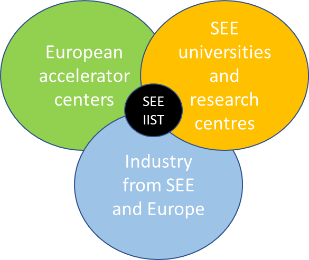 European
accelerator
centers
SEE
universities
and
research
centres
SEE
IIST
Industry
from SEE
and Europe